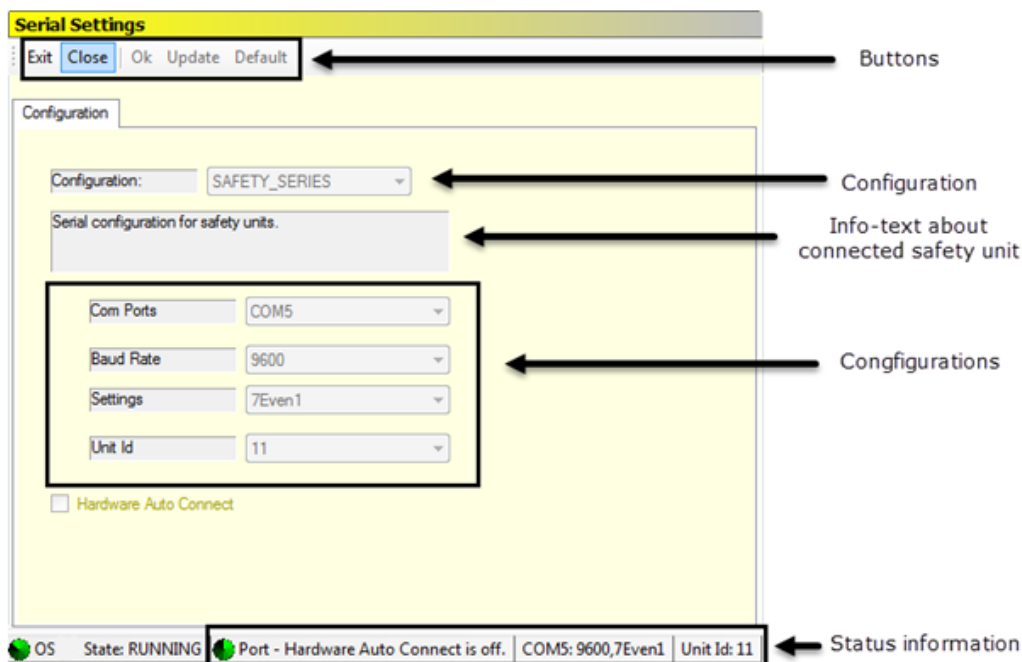 Serial Settings
Exit Close Ok Update Default
Buttons
Configuration
Configuration: SAFETY_SERIES
Configuration
Serial configuration for safety units.
Info-text about
connected safety unit
Com Ports COM5
Baud Rate 9600
Congfigurations
Settings 7Even1
Unit Id 11
Hardware Auto Connect
OS State: RUNNING Port - Hardware Auto Connect is off. COM5: 9600,7Even1 Unit Id: 11
Status information